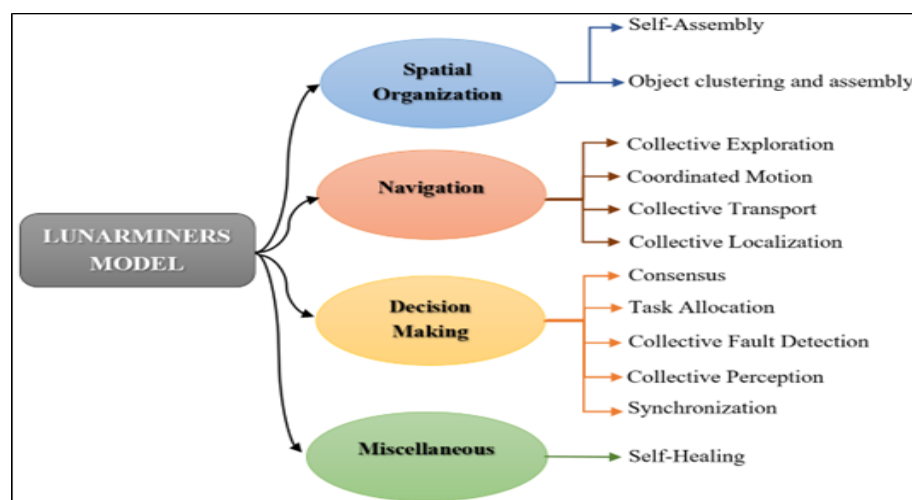 LUNARMINERS
MODEL
Spatial
Organization
Self-Assembly
Object clustering and assembly
Navigation
Collective Exploration
Coordinated Motion
Collective Transport
Collective Localization
Decision
Making
Consensus
Task Allocation
Collective Fault Detection
Collective Perception
Synchronization
Miscellaneous
Self-Healing